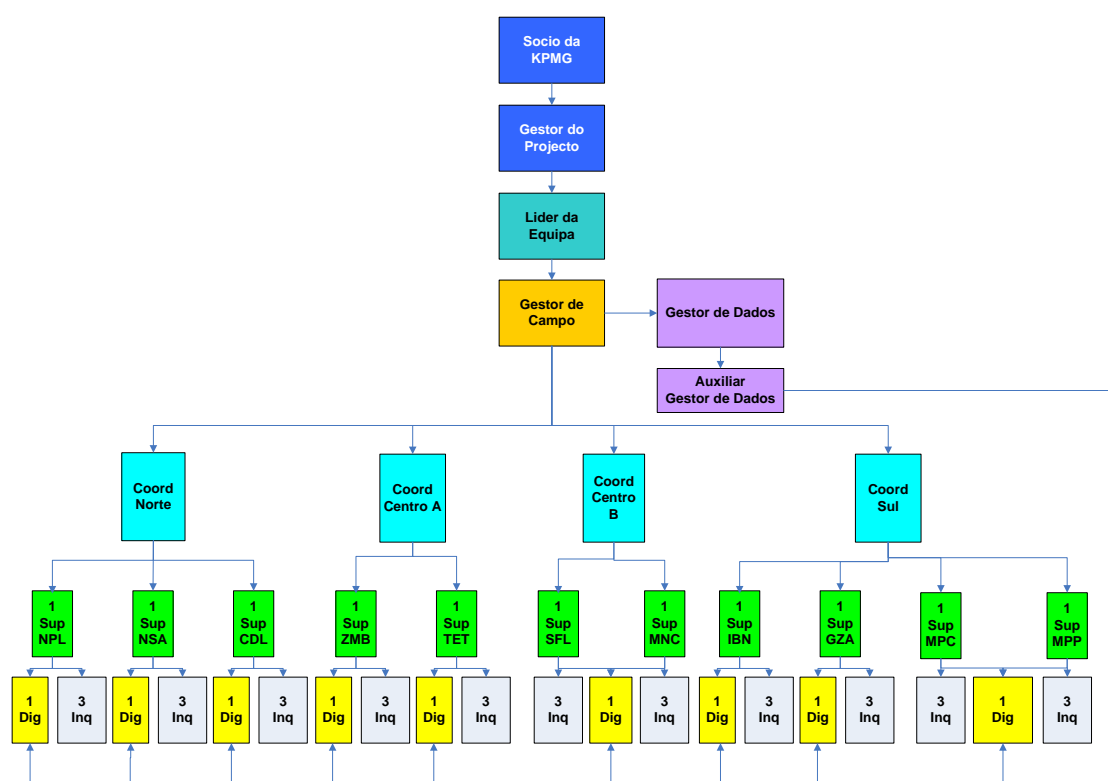 Socio da
KPMG
Gestor do
Projecto
Lider da
Equipa
Gestor de
Campo
Gestor de Dados
Auxiliar
Gestor de Dados
Coord
Norte
Coord
Centro A
Coord
Centro
B
Coord
Sul
1
Sup
NPL
1
Sup
NSA
1
Sup
CDL
1
Sup
ZMB
1
Sup
TET
1
Sup
SFL
1
Sup
MNC
1
Sup
IBN
1
Sup
GZA
1
Sup
MPC
1
Sup
MPP
1
Dig
3
Inq
1
Dig
3
Inq
1
Dig
3
Inq
1
Dig
3
Inq
1
Dig
3
Inq
3
Inq
1
Dig
3
Inq
1
Dig
3
Inq
1
Dig
3
Inq
3
Inq
1
Dig
3
Inq